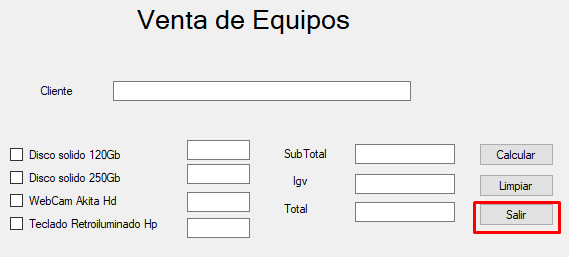 Venta de Equipos
Cliente
Disco solido 120Gb
Disco solido 250Gb
WebCam Akita Hd
Teclado Retroiluminado Hp
SubTotal
Igv
Total
Calcular
Limpiar
Salir